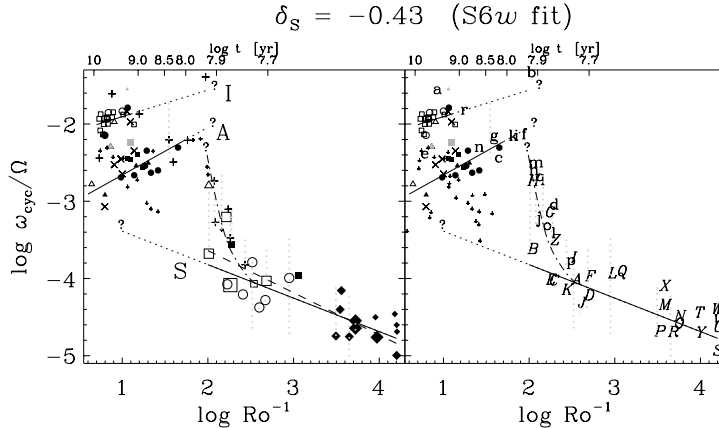 δS = −0.43 (S6w fit)
log t [yr]
log t [yr]
10 9.0 8.5 8.0 7.9 7.7
10 9.0 8.5 8.0 7.9 7.7
? I
? A
?
? S
−2
−3
−4
−5
log ωcyc/Ω
1 2 3 4
log Ro−1
b ?
a
r
?
g k i f
e n
c
?
m
d
j
l
?
B
Z
p
L Q
F
A
K
D
J
X
M
T
N
P R
Y
1 2 3 4
log Ro−1